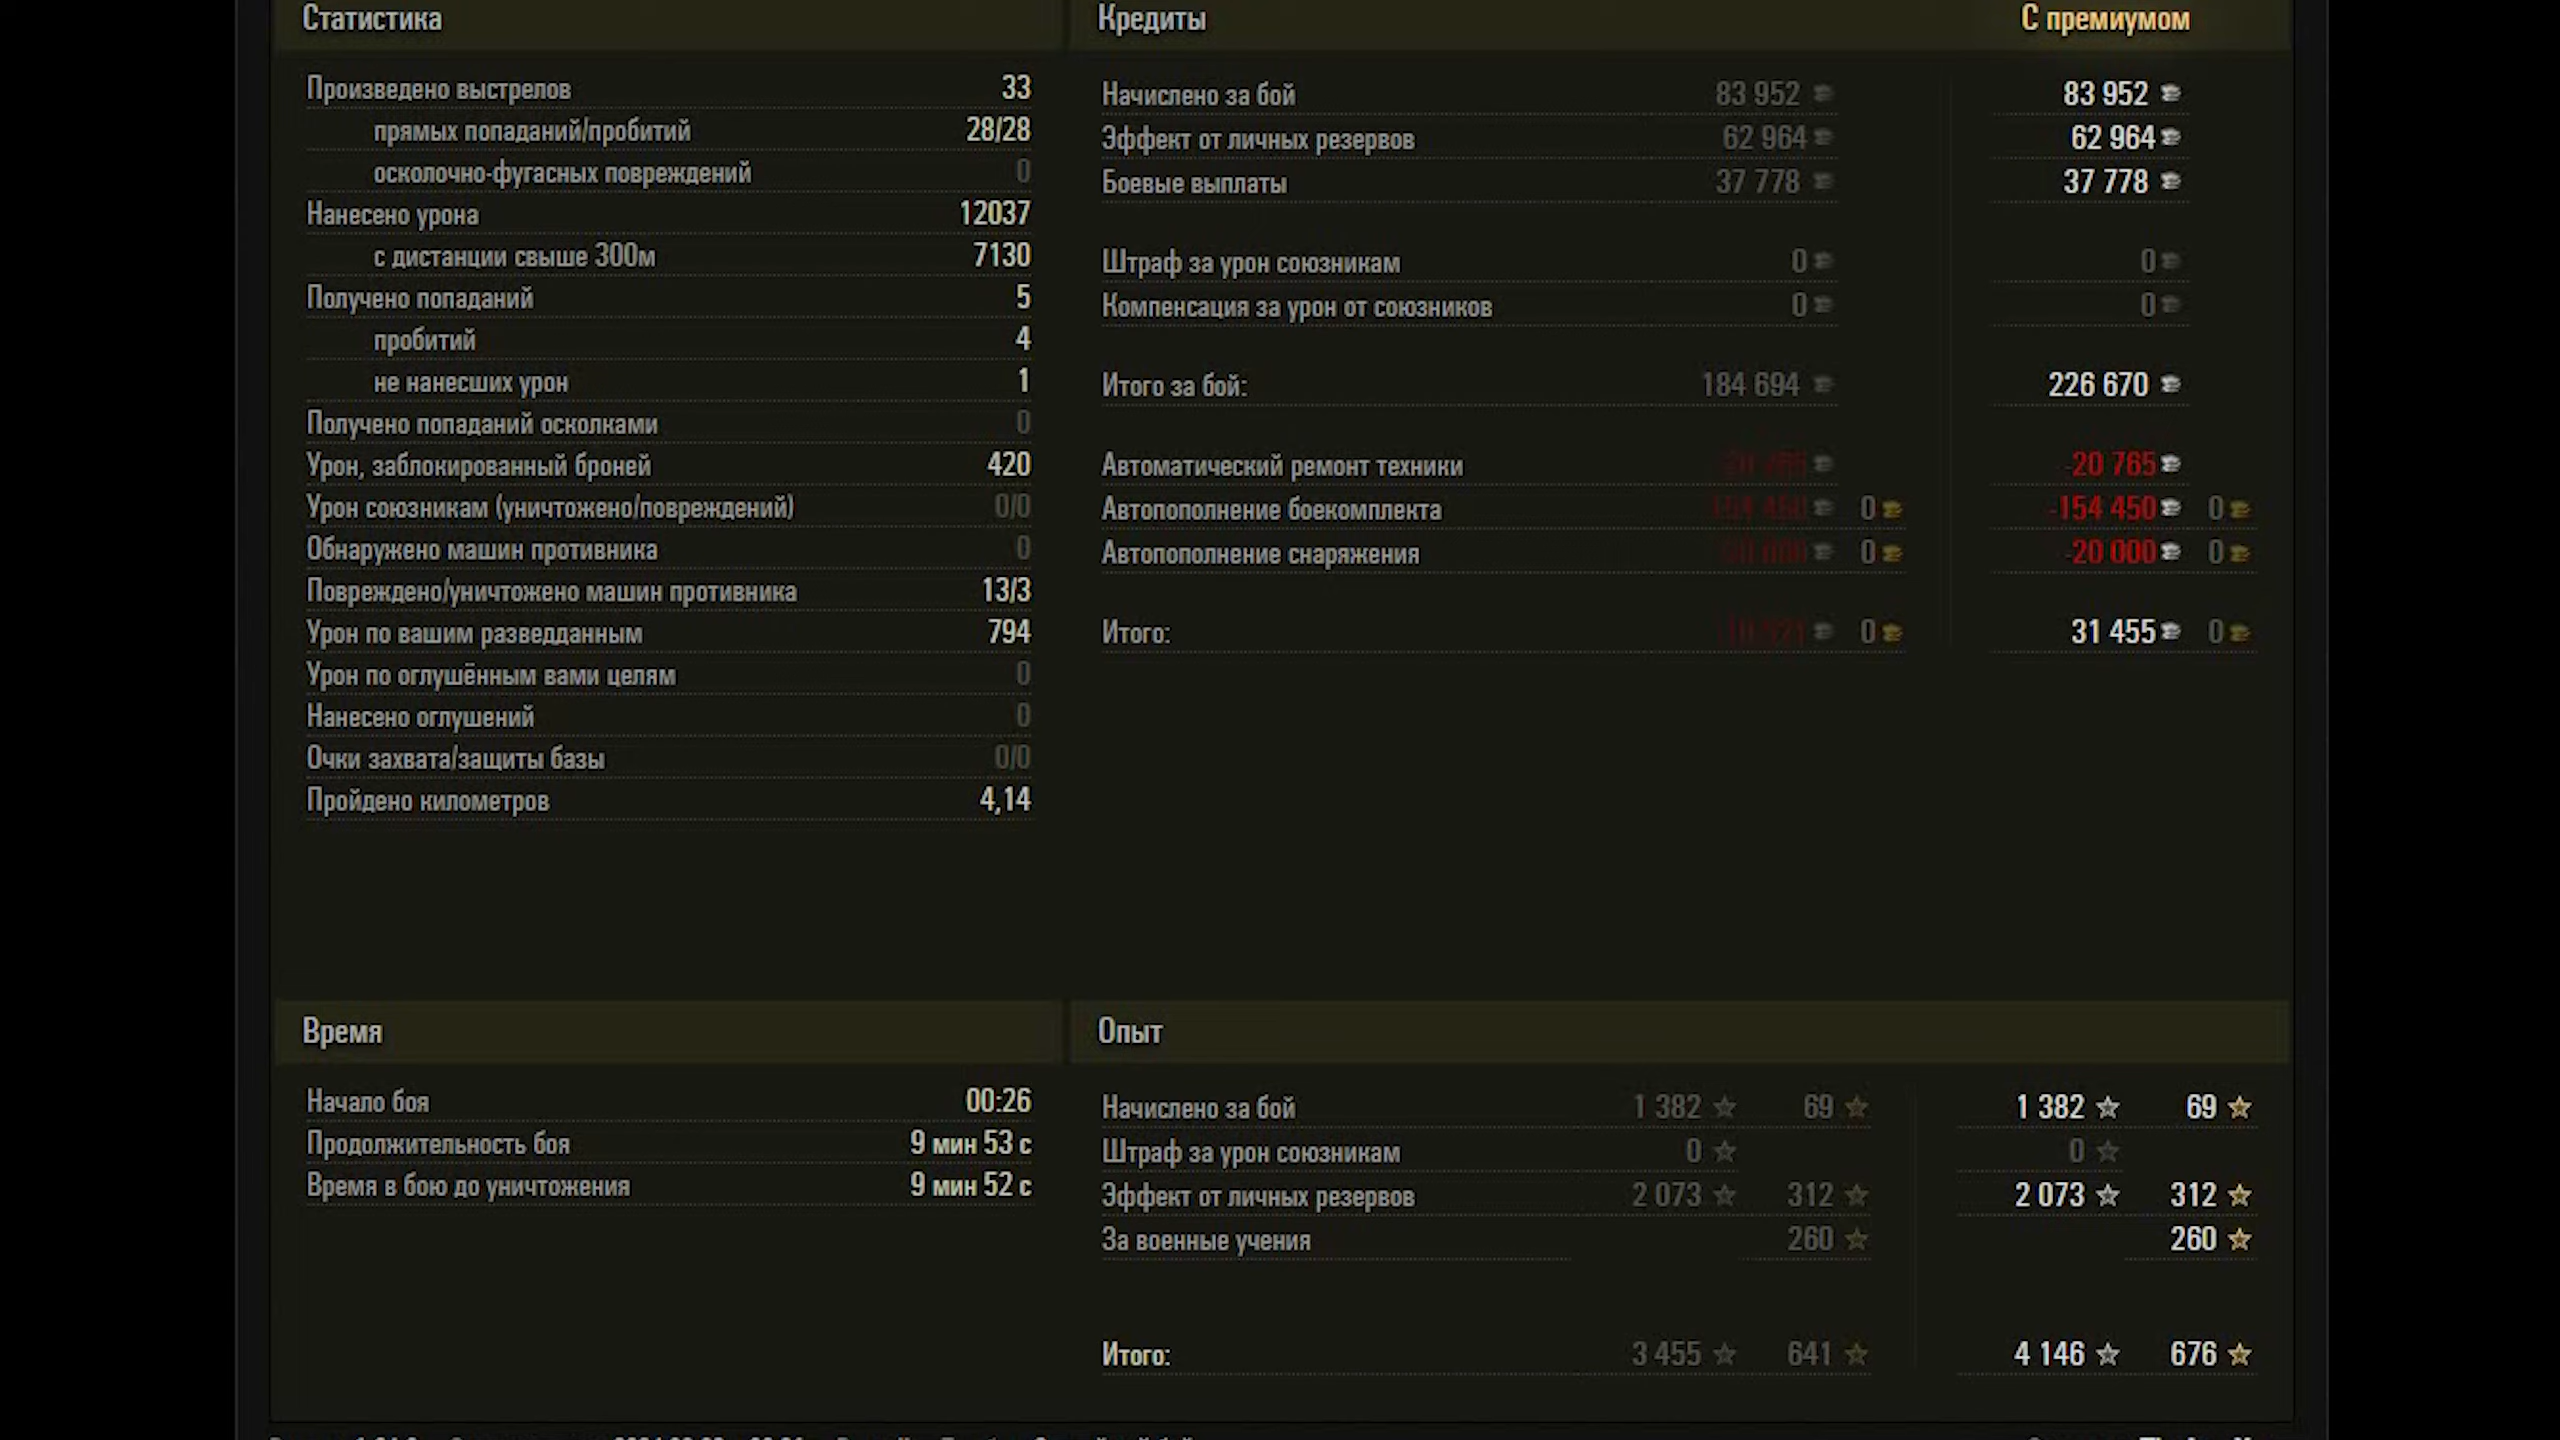 Статистика
Произведено выстрелов 33
прямых попаданий/пробитий 28/28
осколочно-фугасных повреждений 0
Нанесено урона 12037
с дистанции свыше 300м 7130
Получено попаданий 5
пробитий 4
не нанесших урон 1
Получено попаданий осколками 0
Урон, заблокированный броней 420
Урон союзникам (уничтожено/повреждений) 0/0
Обнаружено машин противника 0
Повреждено/уничтожено машин противника 13/3
Урон по вашим разведданным 794
Урон по оглушённым вами целям 0
Нанесено оглушений 0
Очки захвата/защиты базы 0/0
Пройдено километров 4,14
Кредиты С премиумом
Начислено за бой 83 952 83 952
Эффект от личных резервов 62 964 62 964
Боевые выплаты 37 778 37 778
Штраф за урон союзникам 0 0
Компенсация за урон от союзников 0 0
Итого за бой: 184 694 226 670
Автоматический ремонт техники -20 765
Автопополнение боекомплекта 0 -154 450 0
Автопополнение снаряжения 0 -20 000 0
Итого: 0 31 455 0
Время
Начало боя 00:26
Продолжительность боя 9 мин 53 с
Время в бою до уничтожения 9 мин 52 с
Опыт
Начислено за бой 1 382 69 1 382 69
Штраф за урон союзникам 0 0
Эффект от личных резервов 2 073 312 2 073 312
За военные учения 260 260
Итого: 3 455 641 4 146 676